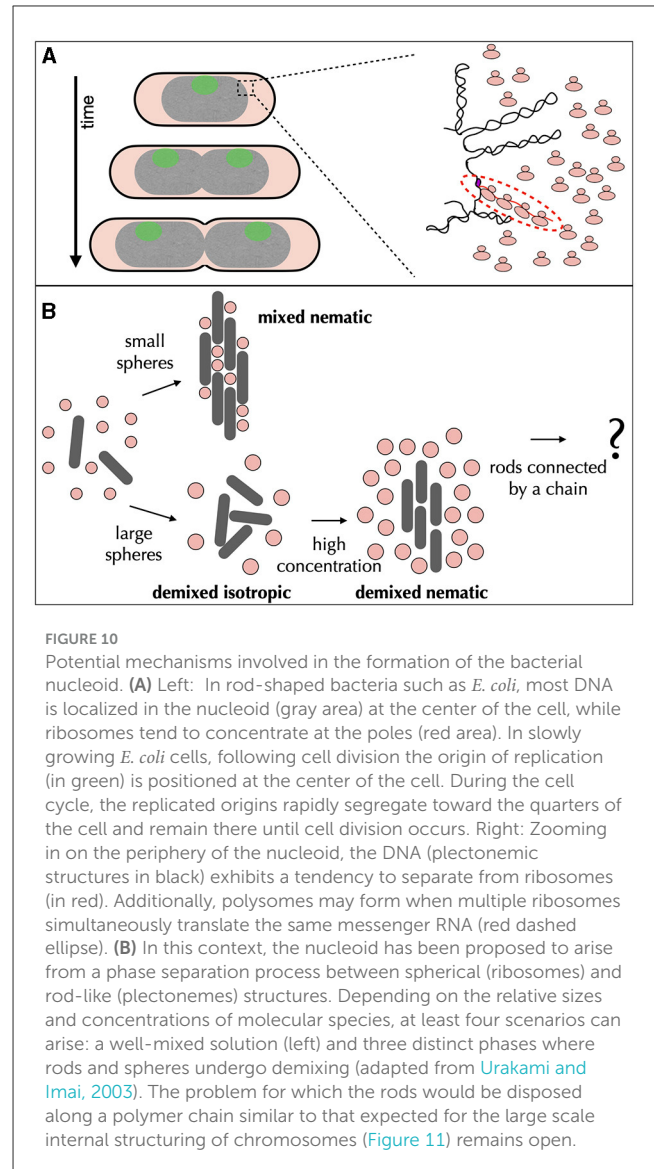 A
time
B
small
spheres
mixed nematic
large
spheres
demixed isotropic
high
concentration
demixed nematic
rods connected
by a chain
?
FIGURE 10
Potential mechanisms involved in the formation of the bacterial
nucleoid. (A) Left: In rod-shaped bacteria such as E. coli, most DNA
is localized in the nucleoid (gray area) at the center of the cell, while
ribosomes tend to concentrate at the poles (red area). In slowly
growing E. coli cells, following cell division the origin of replication
(in green) is positioned at the center of the cell. During the cell
cycle, the replicated origins rapidly segregate toward the quarters of
the cell and remain there until cell division occurs. Right: Zooming
in on the periphery of the nucleoid, the DNA (plectonemic
structures in black) exhibits a tendency to separate from ribosomes
(in red). Additionally, polysomes may form when multiple ribosomes
simultaneously translate the same messenger RNA (red dashed
ellipse). (B) In this context, the nucleoid has been proposed to arise
from a phase separation process between spherical (ribosomes) and
rod-like (plectonemes) structures. Depending on the relative sizes
and concentrations of molecular species, at least four scenarios can
arise: a well-mixed solution (left) and three distinct phases where
rods and spheres undergo demixing (adapted from Urakami and
Imai, 2003). The problem for which the rods would be disposed
along a polymer chain similar to that expected for the large scale
internal structuring of chromosomes (Figure 11) remains open.